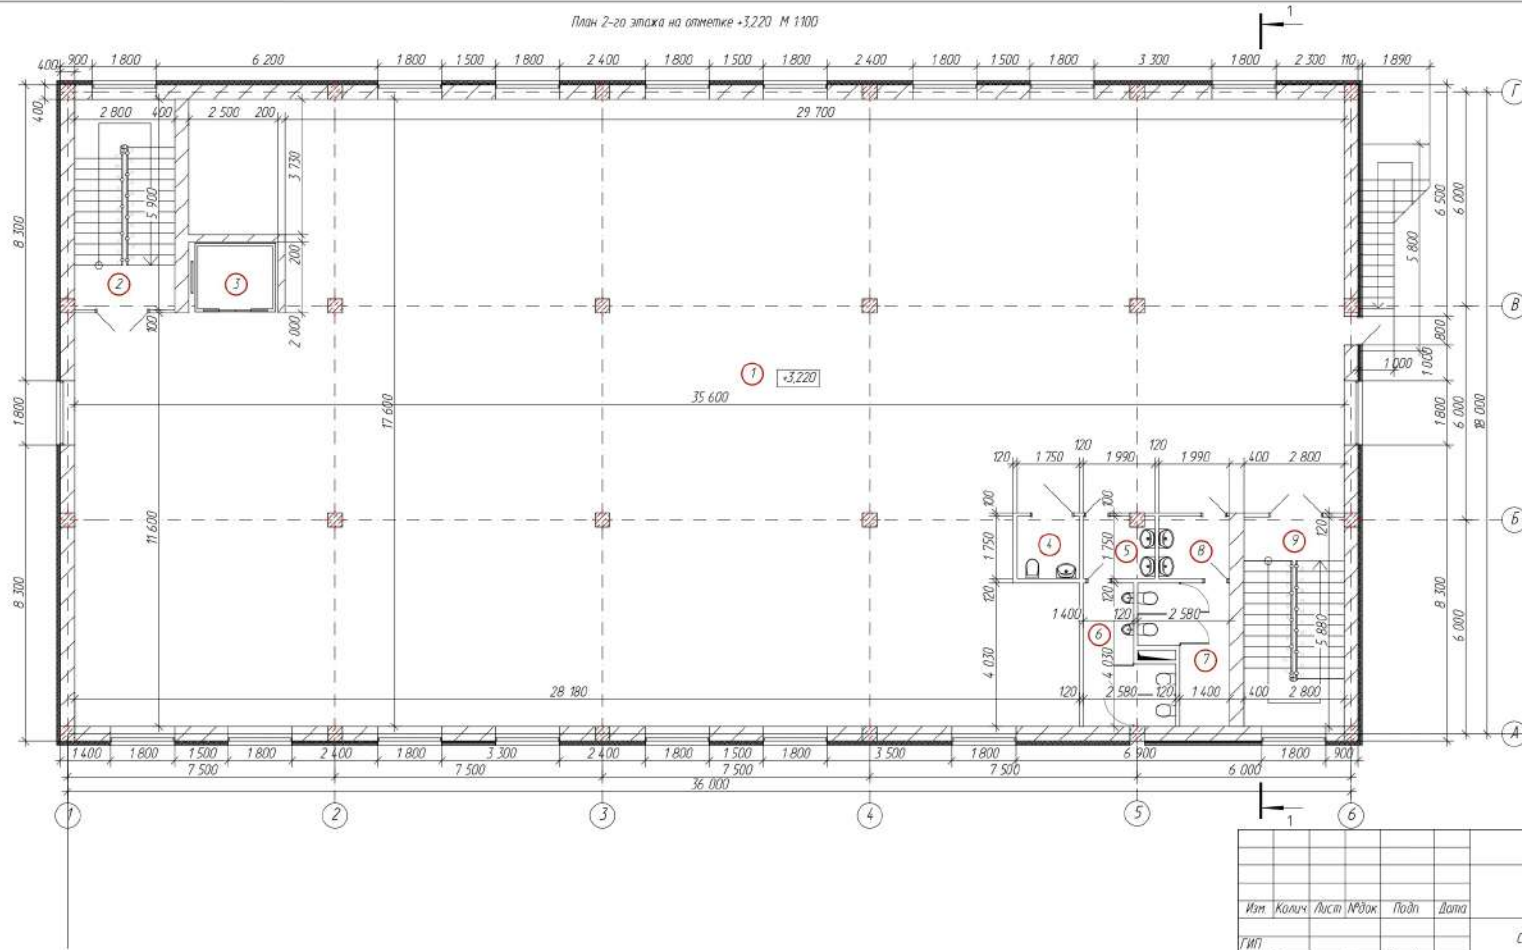 План 2-го этажа на отметке +3,220 М 1:100
1
400 900 1 800 6 200 1 800 1 500 1 800 2 400 1 800 1 500 1 800 2 400 1 800 1 500 1 800 3 300 1 800 2 300 110 1 890
Г
400 2 800 400 2 500 200 29 700
3 730
5 900
8 300 200 6 500 6 000
5 800
2 3
В
100 2 000 800
1 +3,220 1 000 1 000
35 600
1 800 17 600 1 800 6 000 18 000
120 120
120 1 750 1 990 1 990 400 2 800
100 100
11 600 120 Б
1 750 4 5 1 750 8 9
8 300 120 120 8 300
1 400 120 2 580 5 880 6 000
6
4 030 4 030 7
28 180 120 2 580 120 1 400 400 2 800
А
1 400 1 800 1 500 1 800 2 400 1 800 3 300 2 400 1 800 1 500 1 800 3 500 1 800 6 900 1 800 900
7 500 7 500 7 500 7 500 6 000
36 000
1 2 3 4 5 6
1
Изм. Колич. Лист №док Подп Дата
ГИП